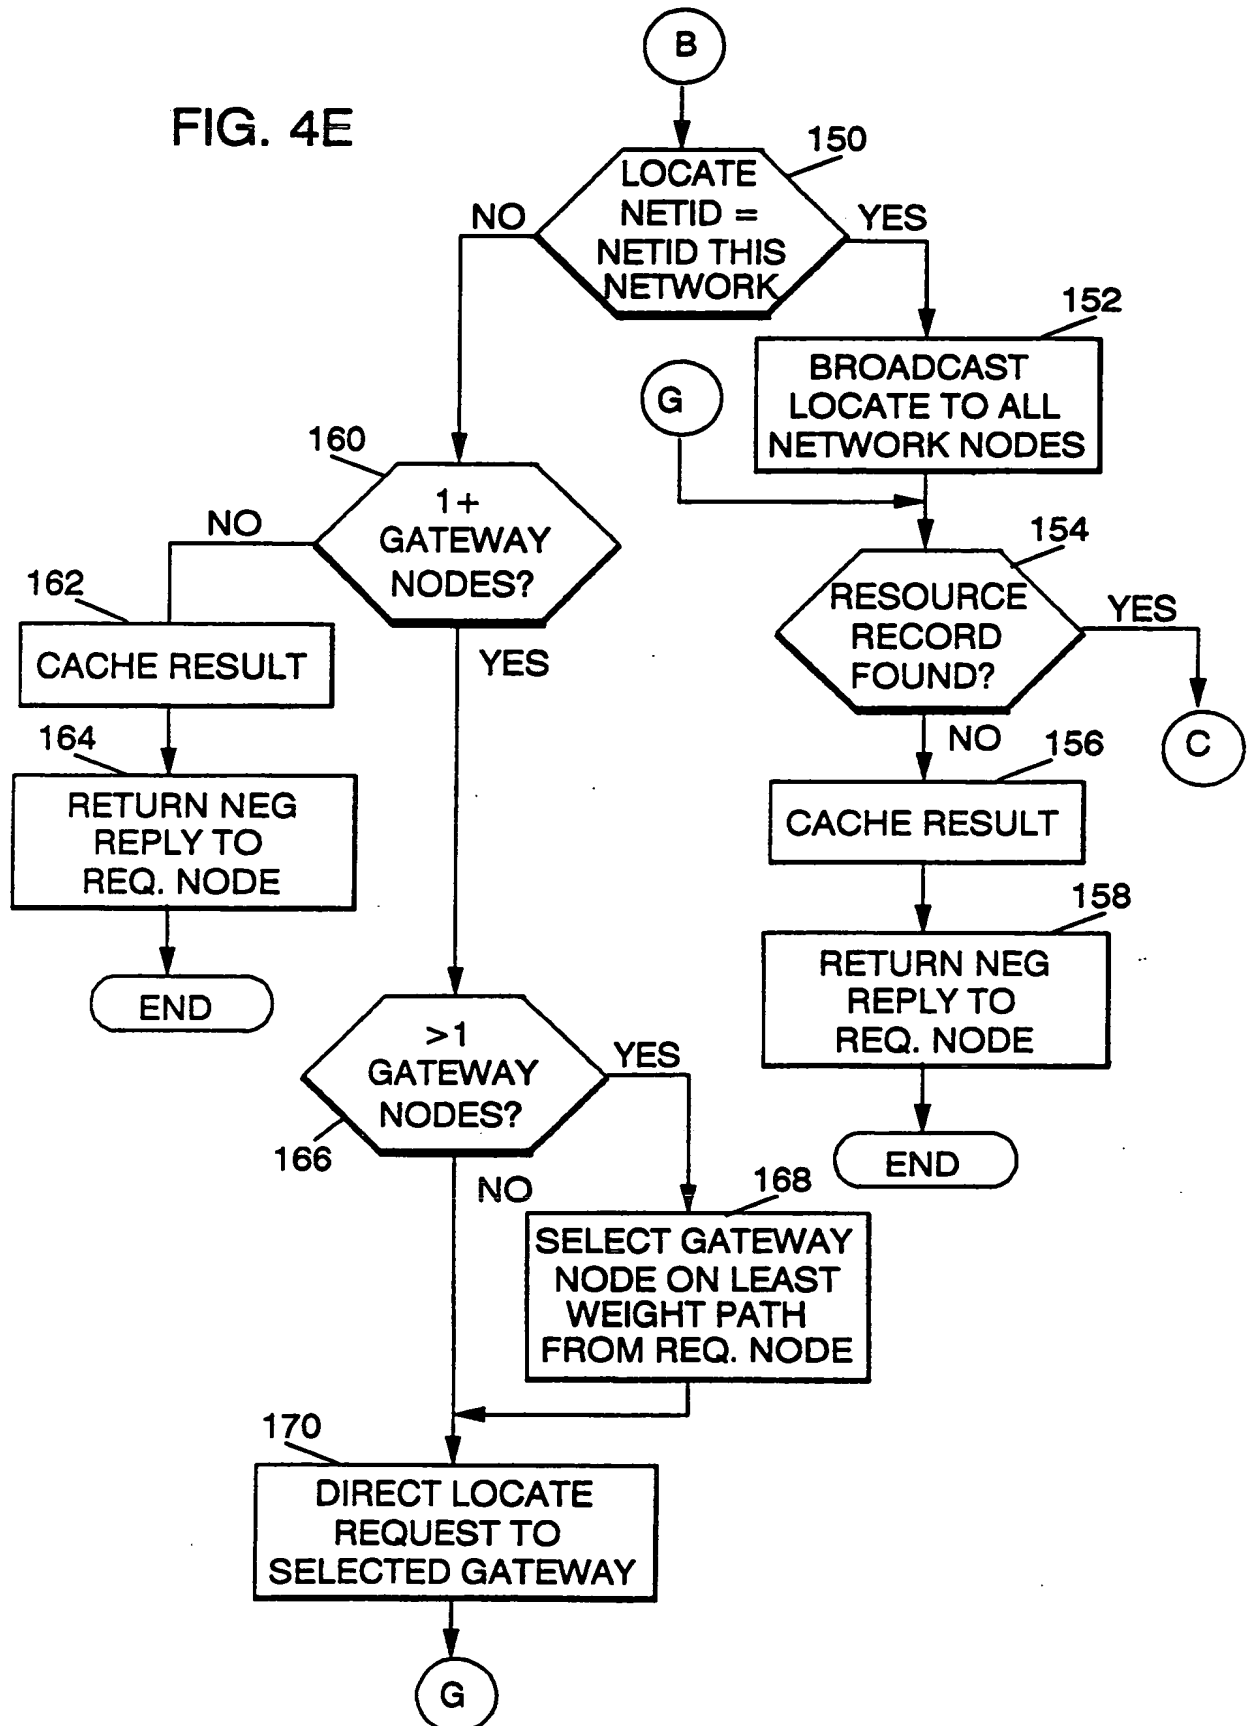 B
FIG. 4E
150
LOCATE
NETID =
NETID THIS
NETWORK
NO
YES
152
BROADCAST
LOCATE TO ALL
NETWORK NODES
G
160
1+
GATEWAY
NODES?
NO
YES
154
RESOURCE
RECORD
FOUND?
YES
NO
C
162
CACHE RESULT
164
RETURN NEG
REPLY TO
REQ. NODE
END
156
CACHE RESULT
158
RETURN NEG
REPLY TO
REQ. NODE
END
>1
GATEWAY
NODES?
YES
166
NO
168
SELECT GATEWAY
NODE ON LEAST
WEIGHT PATH
FROM REQ. NODE
170
DIRECT LOCATE
REQUEST TO
SELECTED GATEWAY
G